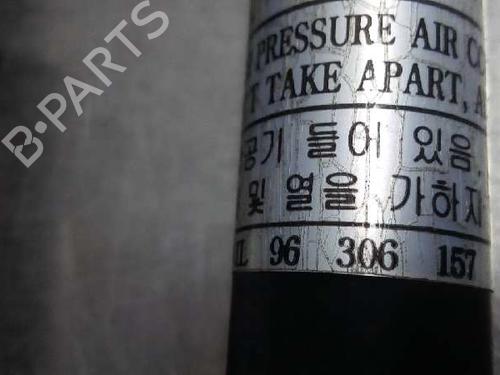 B-PARTS
PRESSURE AIR
TAKE APART,
공기 들어 있음
및 열을 가하지
96 306 157